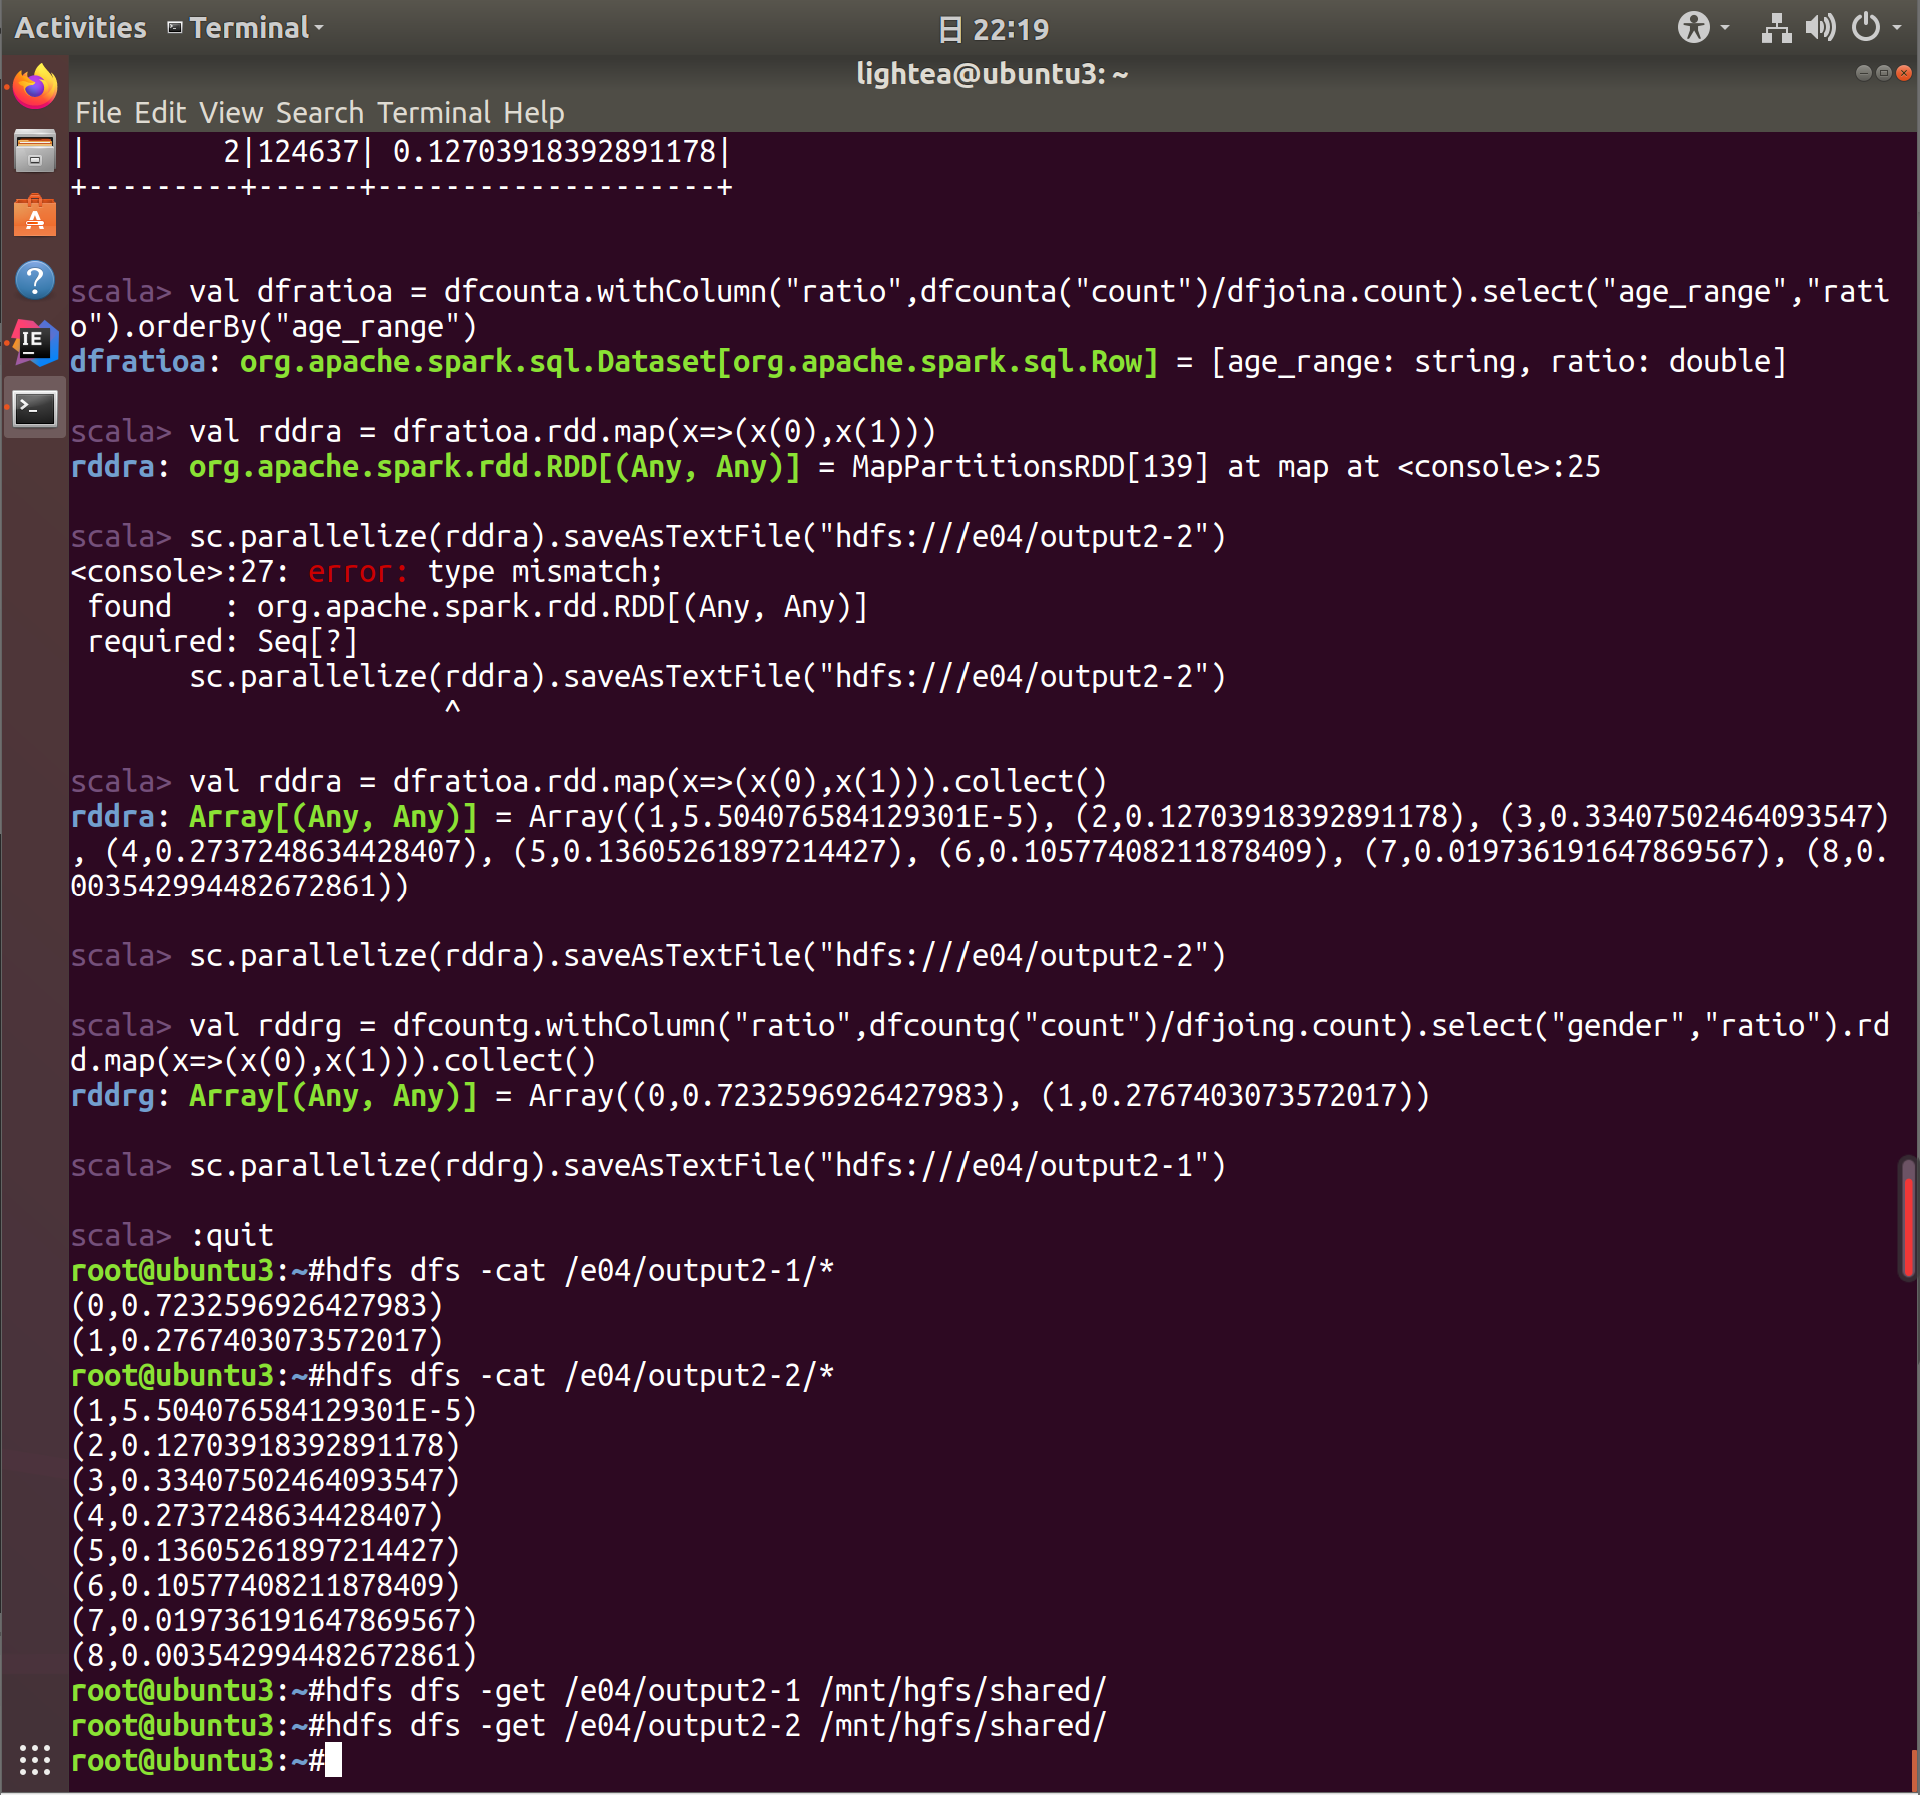 Activities Terminal 日 22:19
lightea@ubuntu3: ~
File Edit View Search Terminal Help
|        2|124637| 0.12703918392891178|
+---------+------+--------------------+
scala> val dfratioa = dfcounta.withColumn("ratio",dfcounta("count")/dfjoina.count).select("age_range","rati
o").orderBy("age_range")
dfratioa: org.apache.spark.sql.Dataset[org.apache.spark.sql.Row] = [age_range: string, ratio: double]
scala> val rddra = dfratioa.rdd.map(x=>(x(0),x(1)))
rddra: org.apache.spark.rdd.RDD[(Any, Any)] = MapPartitionsRDD[139] at map at <console>:25
scala> sc.parallelize(rddra).saveAsTextFile("hdfs:///e04/output2-2")
<console>:27: error: type mismatch;
 found   : org.apache.spark.rdd.RDD[(Any, Any)]
 required: Seq[?]
       sc.parallelize(rddra).saveAsTextFile("hdfs:///e04/output2-2")
                      ^
scala> val rddra = dfratioa.rdd.map(x=>(x(0),x(1))).collect()
rddra: Array[(Any, Any)] = Array((1,5.504076584129301E-5), (2,0.12703918392891178), (3,0.33407502464093547)
, (4,0.2737248634428407), (5,0.13605261897214427), (6,0.10577408211878409), (7,0.019736191647869567), (8,0.
003542994482672861))
scala> sc.parallelize(rddra).saveAsTextFile("hdfs:///e04/output2-2")
scala> val rddrg = dfcountg.withColumn("ratio",dfcountg("count")/dfjoing.count).select("gender","ratio").rd
d.map(x=>(x(0),x(1))).collect()
rddrg: Array[(Any, Any)] = Array((0,0.7232596926427983), (1,0.2767403073572017))
scala> sc.parallelize(rddrg).saveAsTextFile("hdfs:///e04/output2-1")
scala> :quit
root@ubuntu3:~#hdfs dfs -cat /e04/output2-1/*
(0,0.7232596926427983)
(1,0.2767403073572017)
root@ubuntu3:~#hdfs dfs -cat /e04/output2-2/*
(1,5.504076584129301E-5)
(2,0.12703918392891178)
(3,0.33407502464093547)
(4,0.2737248634428407)
(5,0.13605261897214427)
(6,0.10577408211878409)
(7,0.019736191647869567)
(8,0.003542994482672861)
root@ubuntu3:~#hdfs dfs -get /e04/output2-1 /mnt/hgfs/shared/
root@ubuntu3:~#hdfs dfs -get /e04/output2-2 /mnt/hgfs/shared/
root@ubuntu3:~#